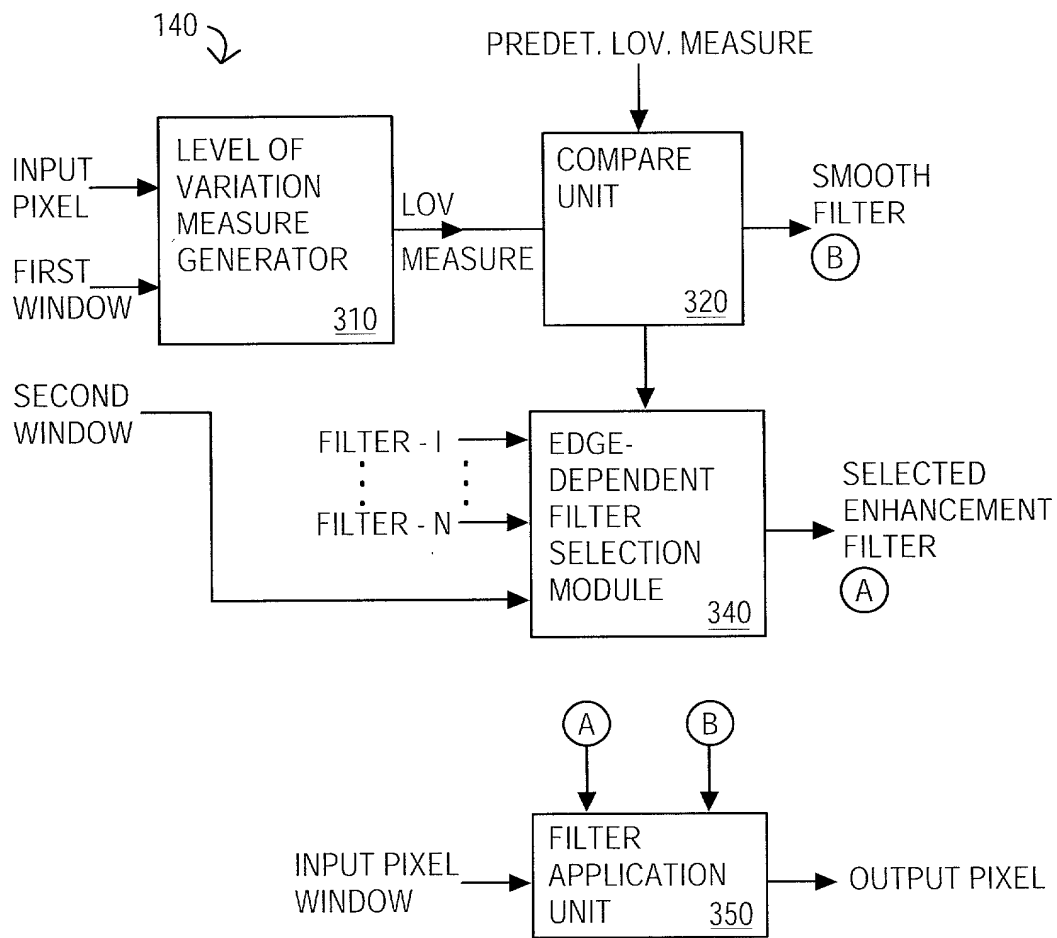 140
PREDET. LOV. MEASURE
INPUT
PIXEL
FIRST
WINDOW
LEVEL OF
VARIATION
MEASURE
GENERATOR
310
LOV
MEASURE
COMPARE
UNIT
320
SMOOTH
FILTER
B
SECOND
WINDOW
FILTER - I
FILTER - N
EDGE-
DEPENDENT
FILTER
SELECTION
MODULE
340
SELECTED
ENHANCEMENT
FILTER
A
A
B
INPUT PIXEL
WINDOW
FILTER
APPLICATION
UNIT
350
OUTPUT PIXEL